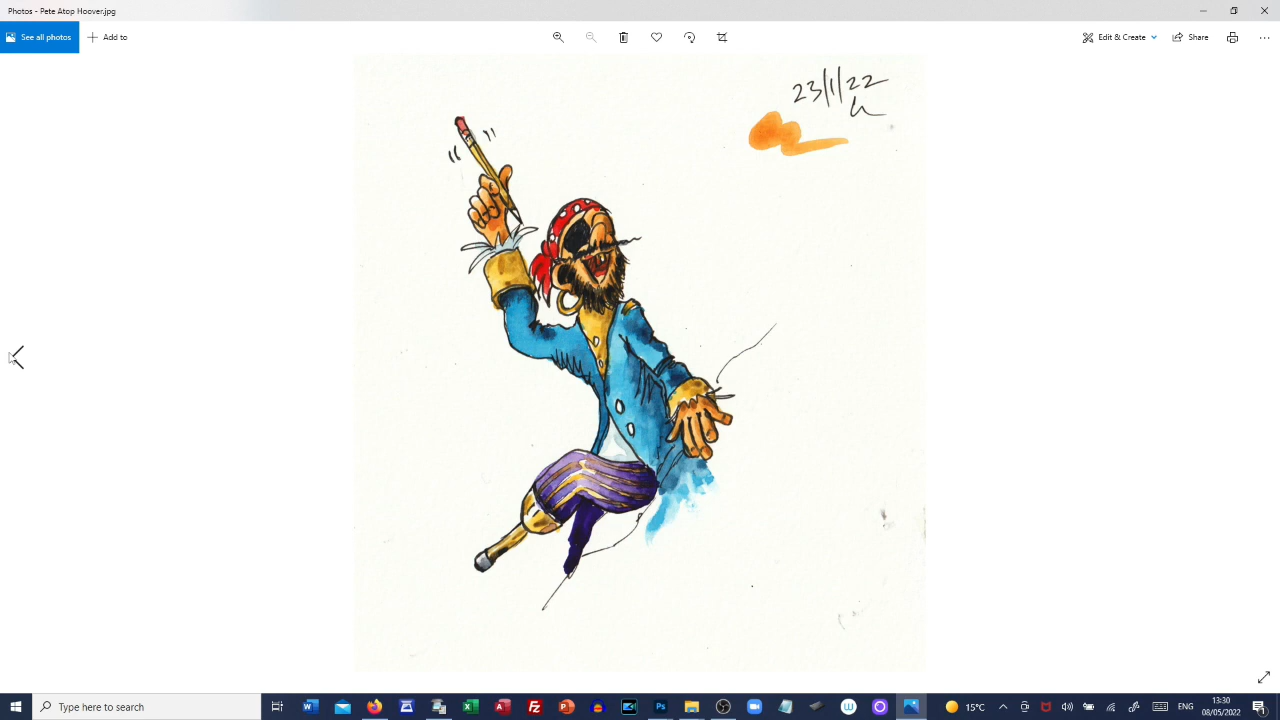 Photos - Pete Atop Hoover.jpg
See all photos
Add to
Edit & Create
Share
23/1/22
Type here to search
15°C
ENG
13:30
08/05/2022